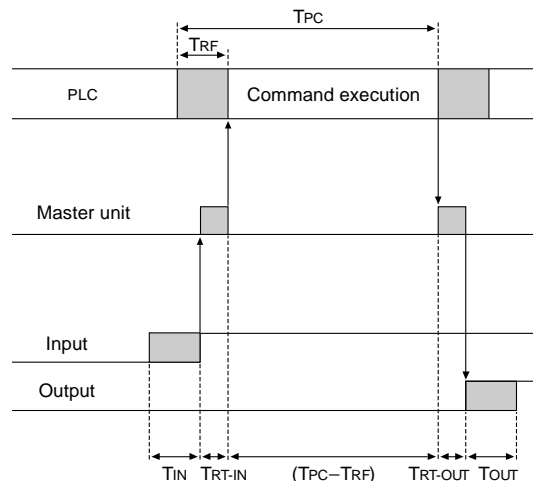 TPC
TRF
PLC
Command execution
Master unit
Input
Output
TIN TRT-IN (TPC–TRF) TRT-OUT TOUT